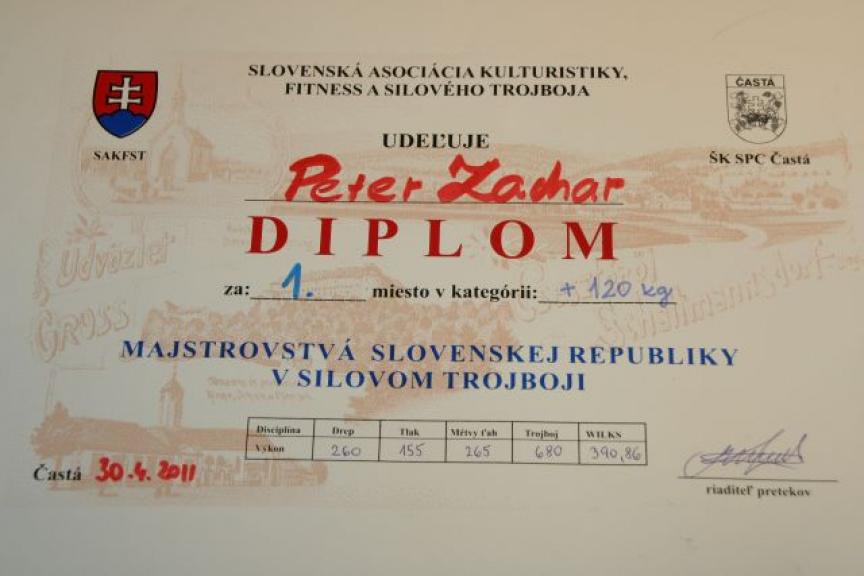 SLOVENSKÁ ASOCIÁCIA KULTURISTIKY,
FITNESS A SILOVÉHO TROJBOJA
SAKFST
ČASTÁ
ŠK SPC Častá
UDEĽUJE
Peter Zachar
DIPLOM
za: 1. miesto v kategórii: + 120 kg
Üdvözlet
GROSS
MAJSTROVSTVÁ SLOVENSKEJ REPUBLIKY
V SILOVOM TROJBOJI
Disciplína Drep Tlak Mŕtvy ťah Trojboj WILKS
Výkon 260 155 265 680 390,86
Častá 30.4.2011
riaditeľ pretekov